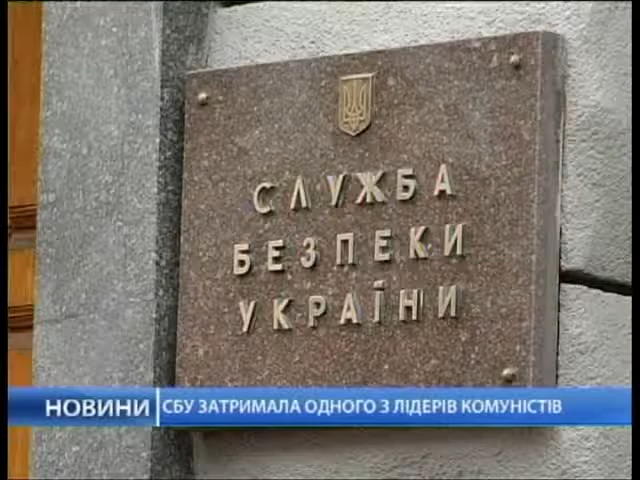 СЛУЖБА
БЕЗПЕКИ
УКРАЇНИ
НОВИНИ СБУ ЗАТРИМАЛА ОДНОГО З ЛІДЕРІВ КОМУНІСТІВ